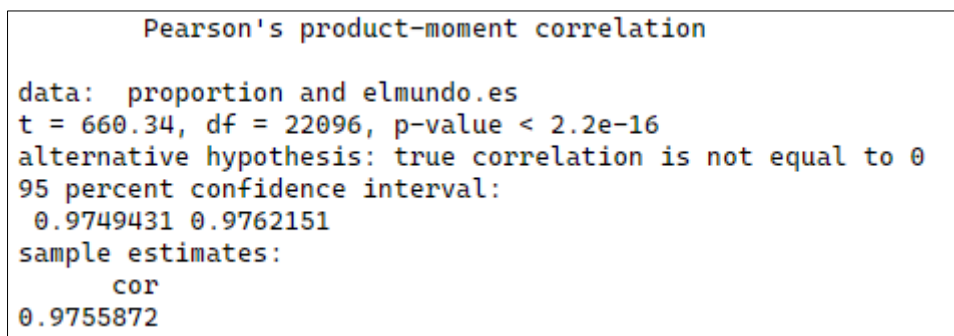 Pearson's product-moment correlation
data:  proportion and elmundo.es
t = 660.34, df = 22096, p-value < 2.2e-16
alternative hypothesis: true correlation is not equal to 0
95 percent confidence interval:
 0.9749431 0.9762151
sample estimates:
      cor
0.9755872